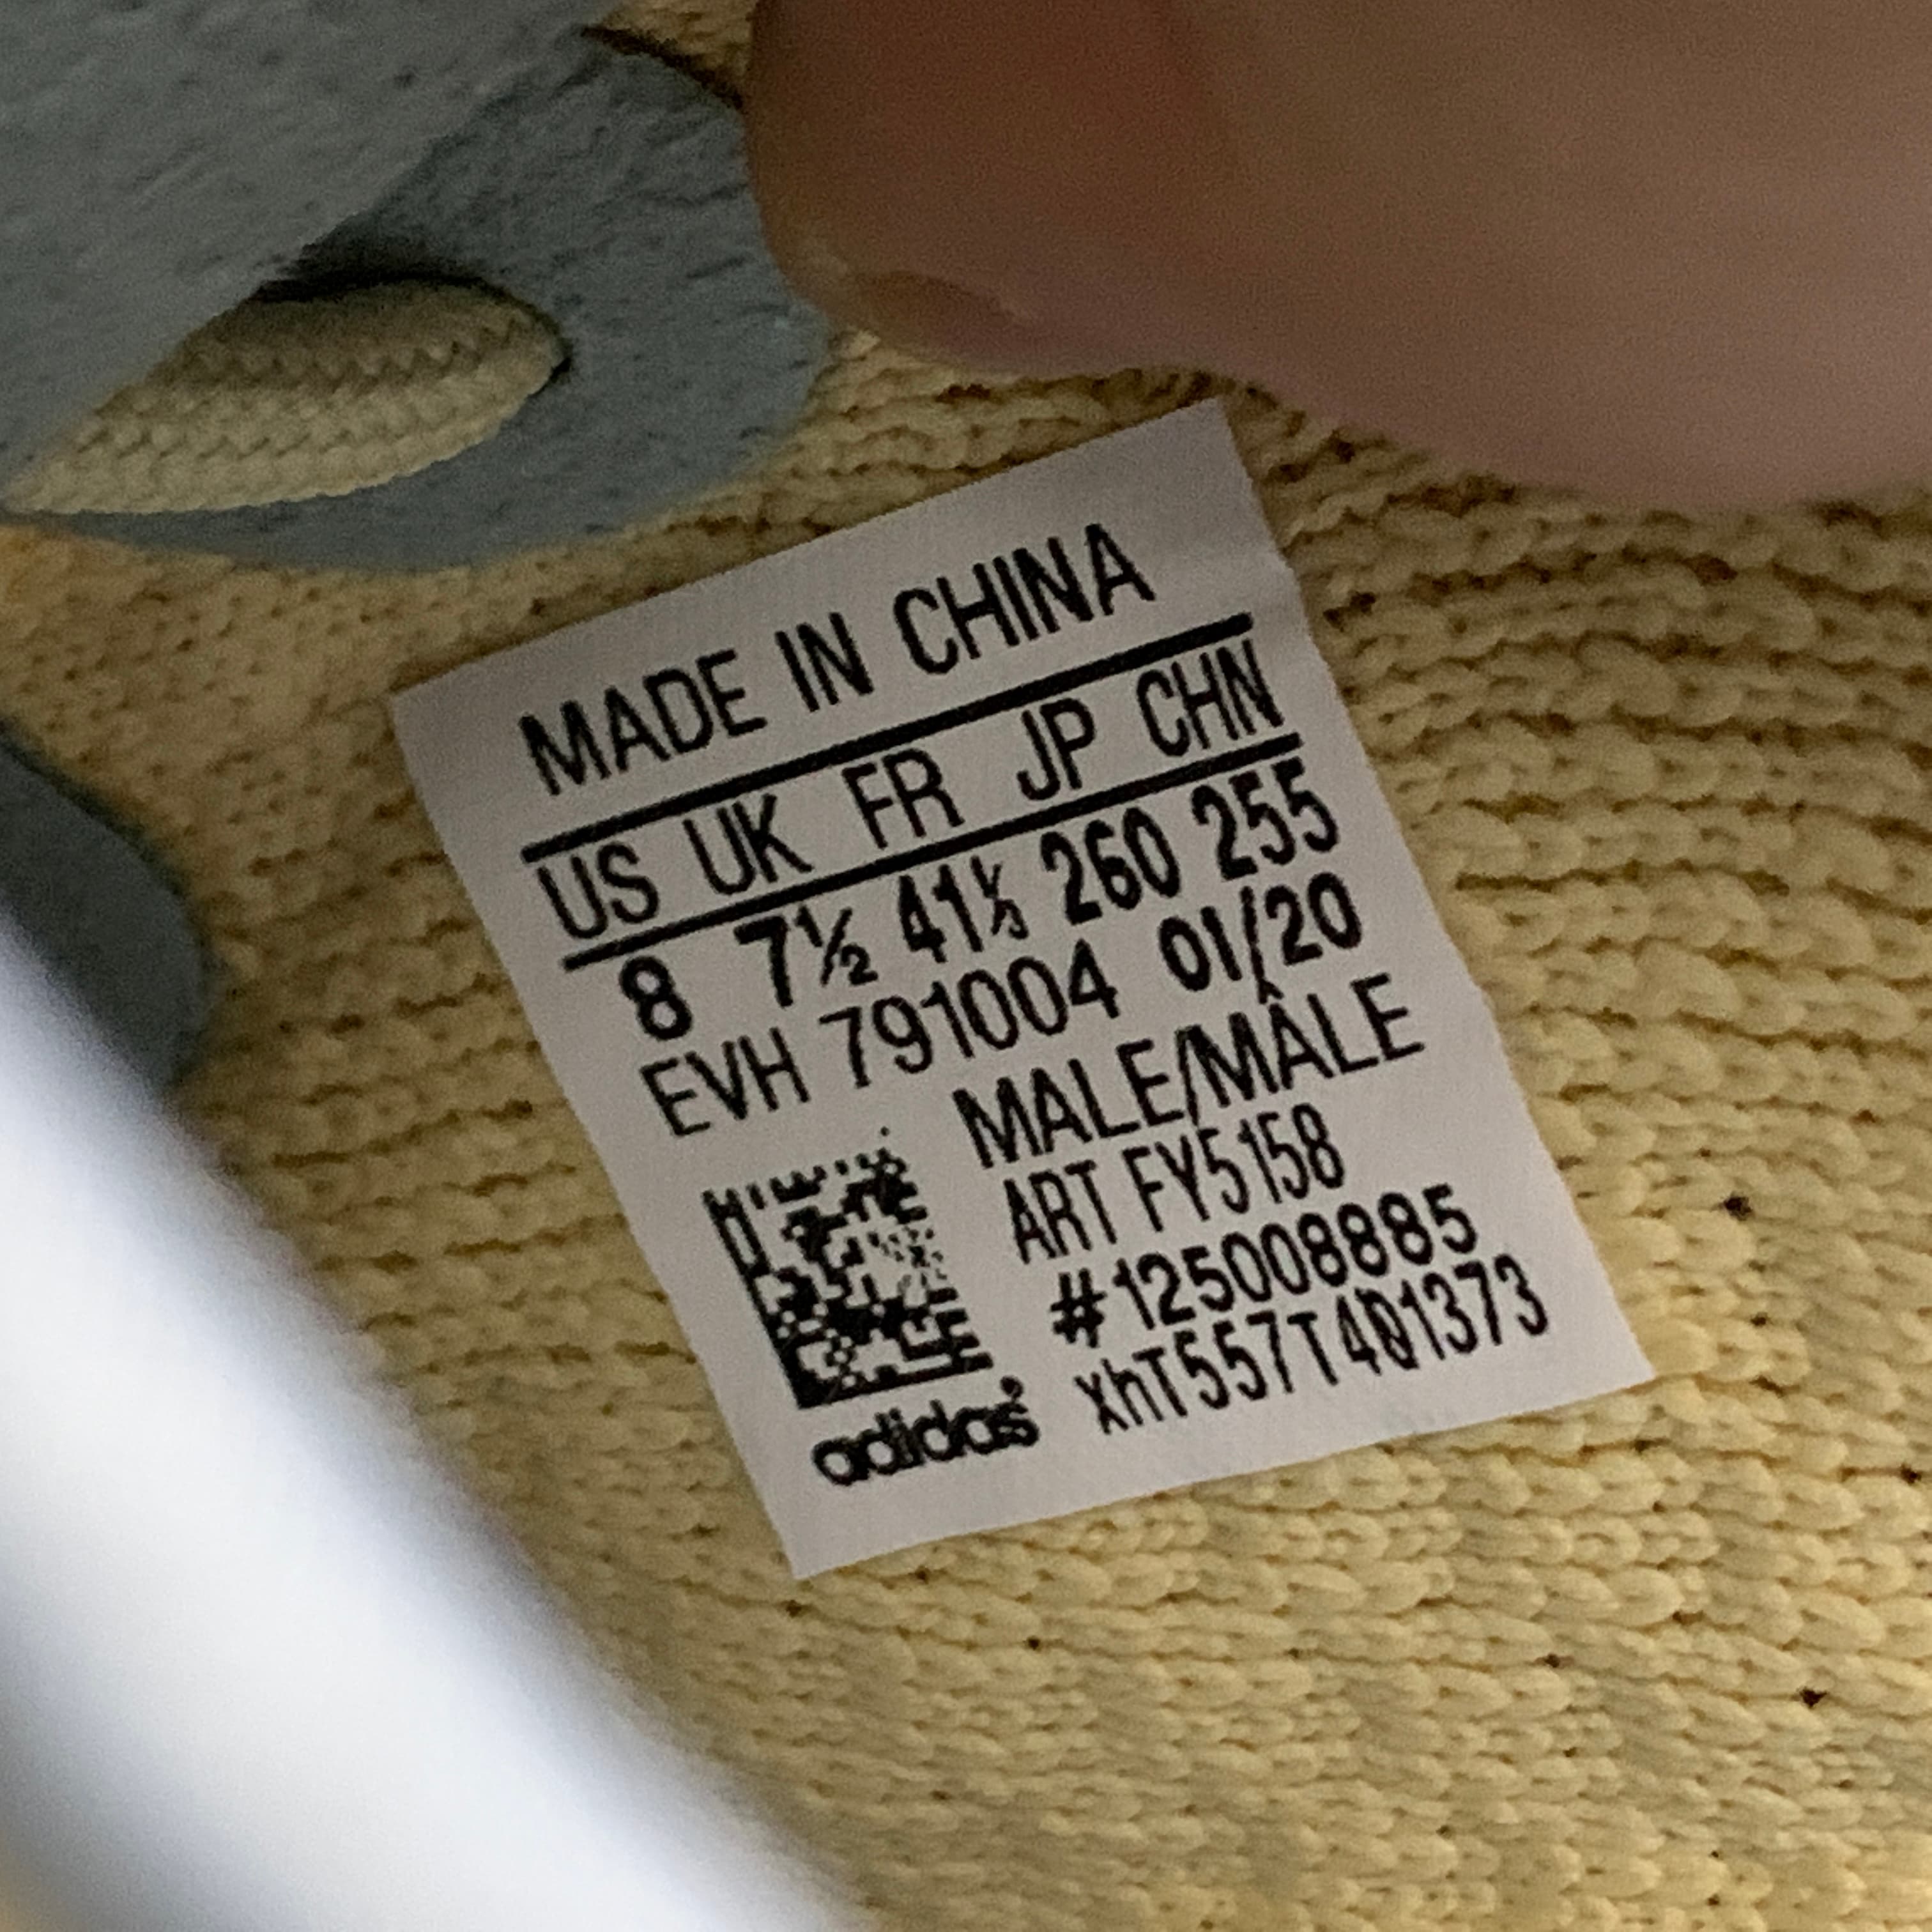 MADE IN CHINA
US UK FR JP CHN
8 7½ 41⅓ 260 255
EVH 791004 01/20
MALE/MÂLE
ART FY5158
#125008885
adidas